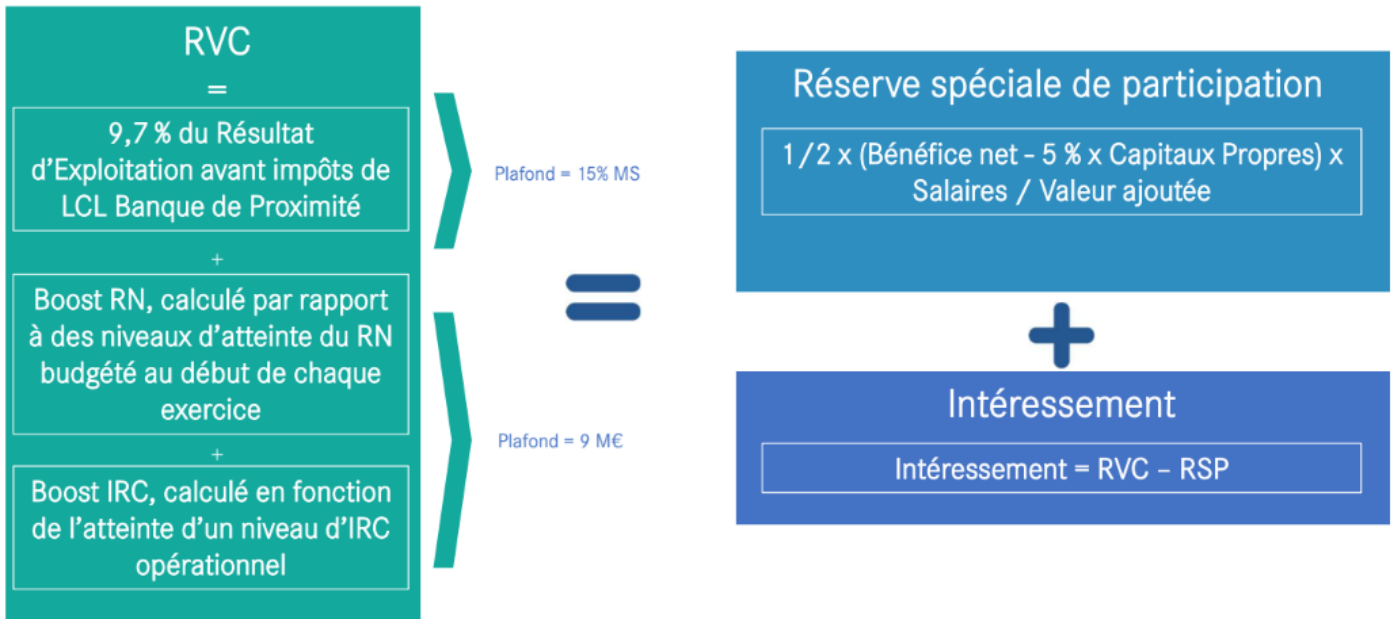 RVC
=
9,7 % du Résultat
d'Exploitation avant impôts de
LCL Banque de Proximité
+
Boost RN, calculé par rapport
à des niveaux d'atteinte du RN
budgété au début de chaque
exercice
+
Boost IRC, calculé en fonction
de l'atteinte d'un niveau d'IRC
opérationnel
Plafond = 15% MS
Plafond = 9 M€
=
Réserve spéciale de participation
1/2 x (Bénéfice net - 5 % x Capitaux Propres) x
Salaires / Valeur ajoutée
+
Intéressement
Intéressement = RVC – RSP